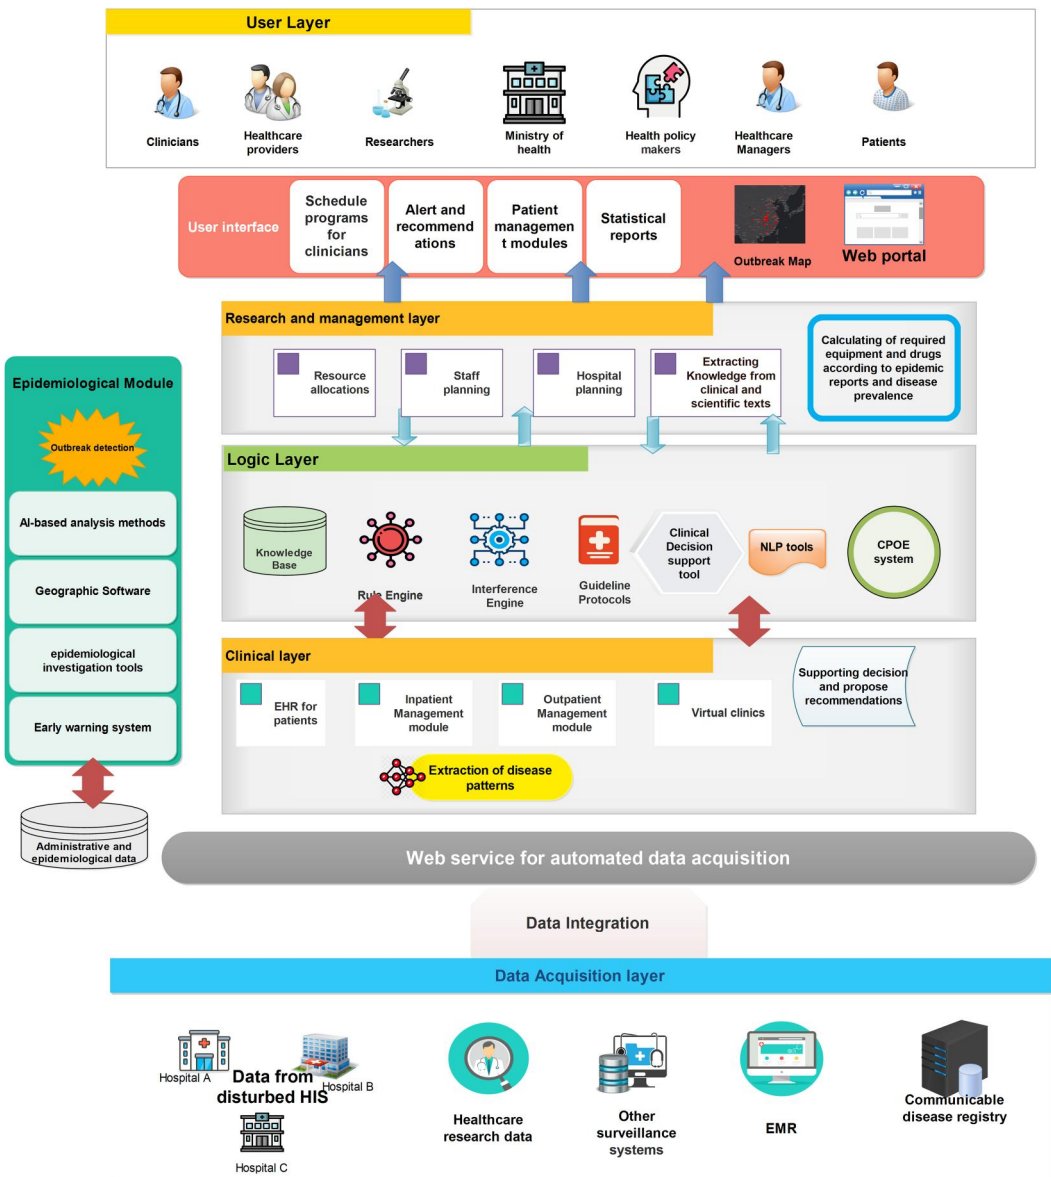 User Layer
Clinicians
Healthcare
providers
Researchers
Ministry of
health
Health policy
makers
Healthcare
Managers
Patients
User interface
Schedule
programs
for
clinicians
Alert and
recommend
ations
Patient
managemen
t modules
Statistical
reports
Outbreak Map
Web portal
Research and management layer
Resource
allocations
Staff
planning
Hospital
planning
Extracting
Knowledge from
clinical and
scientific texts
Calculating of required
equipment and drugs
according to epidemic
reports and disease
prevalence
Epidemiological Module
Outbreak detection
AI-based analysis methods
Geographic Software
epidemiological
investigation tools
Early warning system
Administrative and
epidemiological data
Logic Layer
Knowledge
Base
Rule Engine
Interference
Engine
Guideline
Protocols
Clinical
Decision
support
tool
NLP tools
CPOE
system
Clinical layer
EHR for
patients
Inpatient
Management
module
Outpatient
Management
module
Virtual clinics
Supporting decision
and propose
recommendations
Extraction of disease
patterns
Web service for automated data acquisition
Data Integration
Data Acquisition layer
Hospital A
Data from
disturbed HIS
Hospital B
Hospital C
Healthcare
research data
Other
surveillance
systems
EMR
Communicable
disease registry